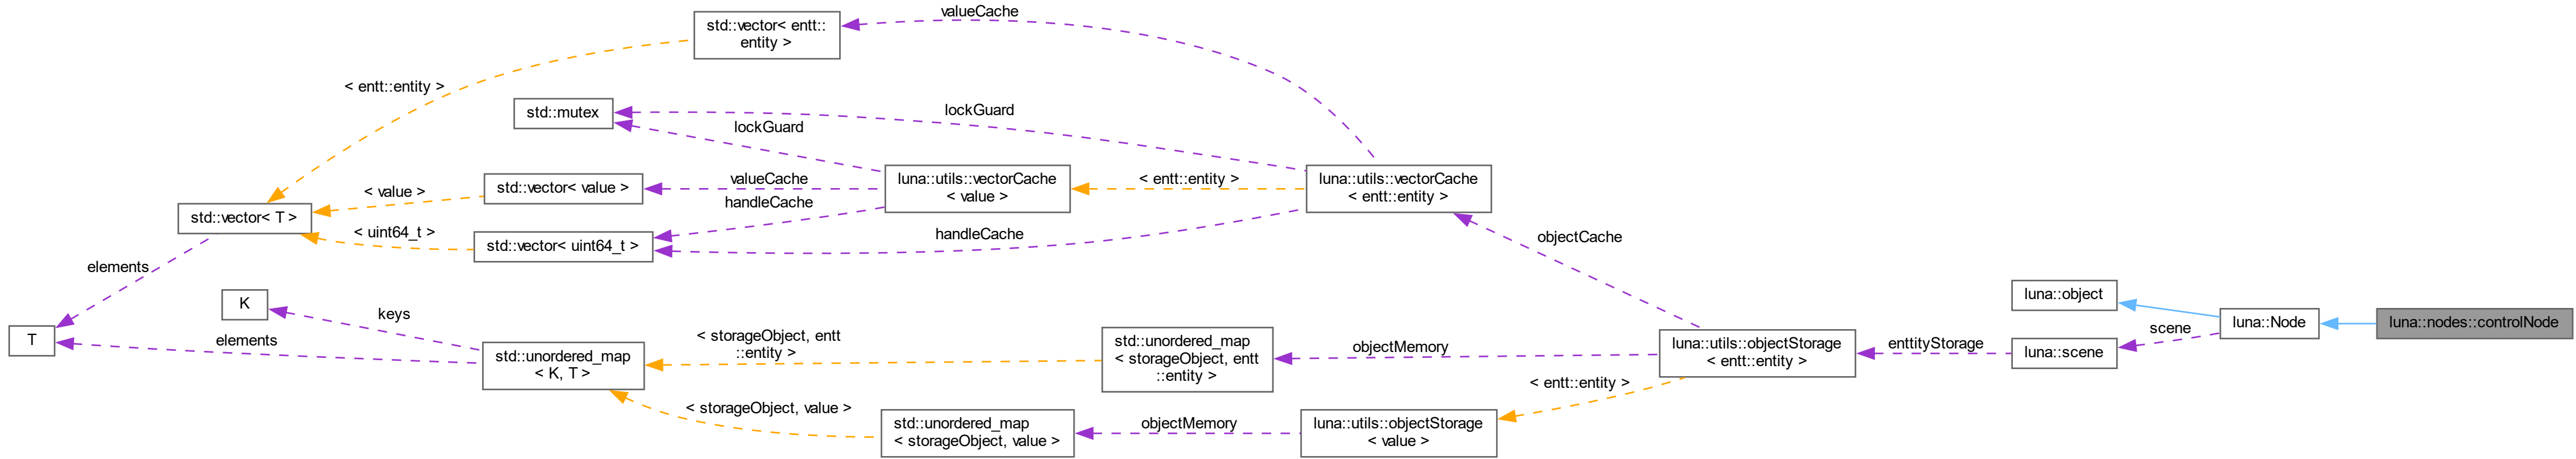 valueCache
std::vector< entt::
entity >
< entt::entity >
std::mutex
lockGuard
lockGuard
std::vector< value >
< value >
valueCache
luna::utils::vectorCache
< value >
< entt::entity >
luna::utils::vectorCache
< entt::entity >
handleCache
std::vector< T >
< uint64_t >
std::vector< uint64_t >
handleCache
objectCache
elements
K
keys
T
elements
std::unordered_map
< K, T >
< storageObject, entt
::entity >
std::unordered_map
< storageObject, entt
::entity >
objectMemory
luna::utils::objectStorage
< entt::entity >
enttityStorage
luna::object
luna::scene
scene
luna::Node
luna::nodes::controlNode
< entt::entity >
< storageObject, value >
std::unordered_map
< storageObject, value >
objectMemory
luna::utils::objectStorage
< value >